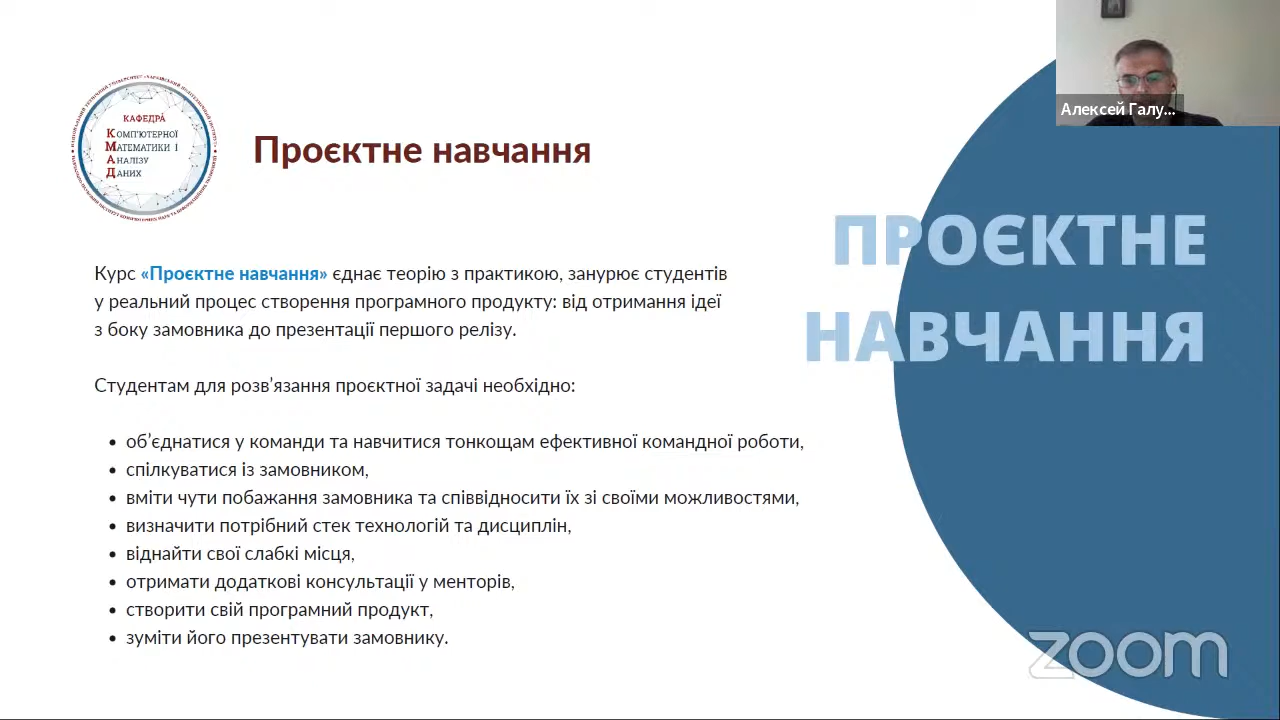 КАФЕДРА
КОМП'ЮТЕРНОЇ
МАТЕМАТИКИ І
АНАЛІЗУ
ДАНИХ
Проєктне навчання
Алексей Галу...
ПРОЄКТНЕ
НАВЧАННЯ
Курс «Проєктне навчання» єднає теорію з практикою, занурює студентів
у реальний процес створення програмного продукту: від отримання ідеї
з боку замовника до презентації першого релізу.
Студентам для розв’язання проєктної задачі необхідно:
• об’єднатися у команди та навчитися тонкощам ефективної командної роботи,
• спілкуватися із замовником,
• вміти чути побажання замовника та співвідносити їх зі своїми можливостями,
• визначити потрібний стек технологій та дисциплін,
• віднайти свої слабкі місця,
• отримати додаткові консультації у менторів,
• створити свій програмний продукт,
• зуміти його презентувати замовнику.
zoom